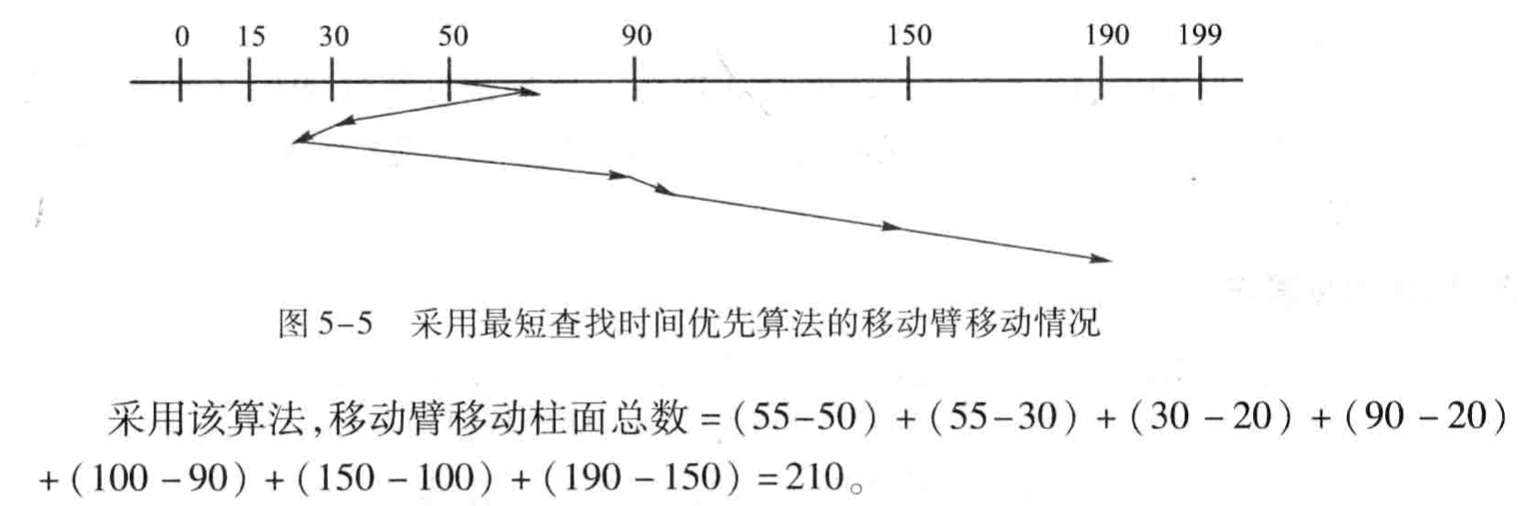 0 15 30 50 90 150 190 199
图 5-5 采用最短查找时间优先算法的移动臂移动情况
采用该算法,移动臂移动柱面总数 = (55-50) + (55-30) + (30 - 20) + (90 - 20)
+ (100 - 90) + (150 - 100) + (190 - 150) = 210。